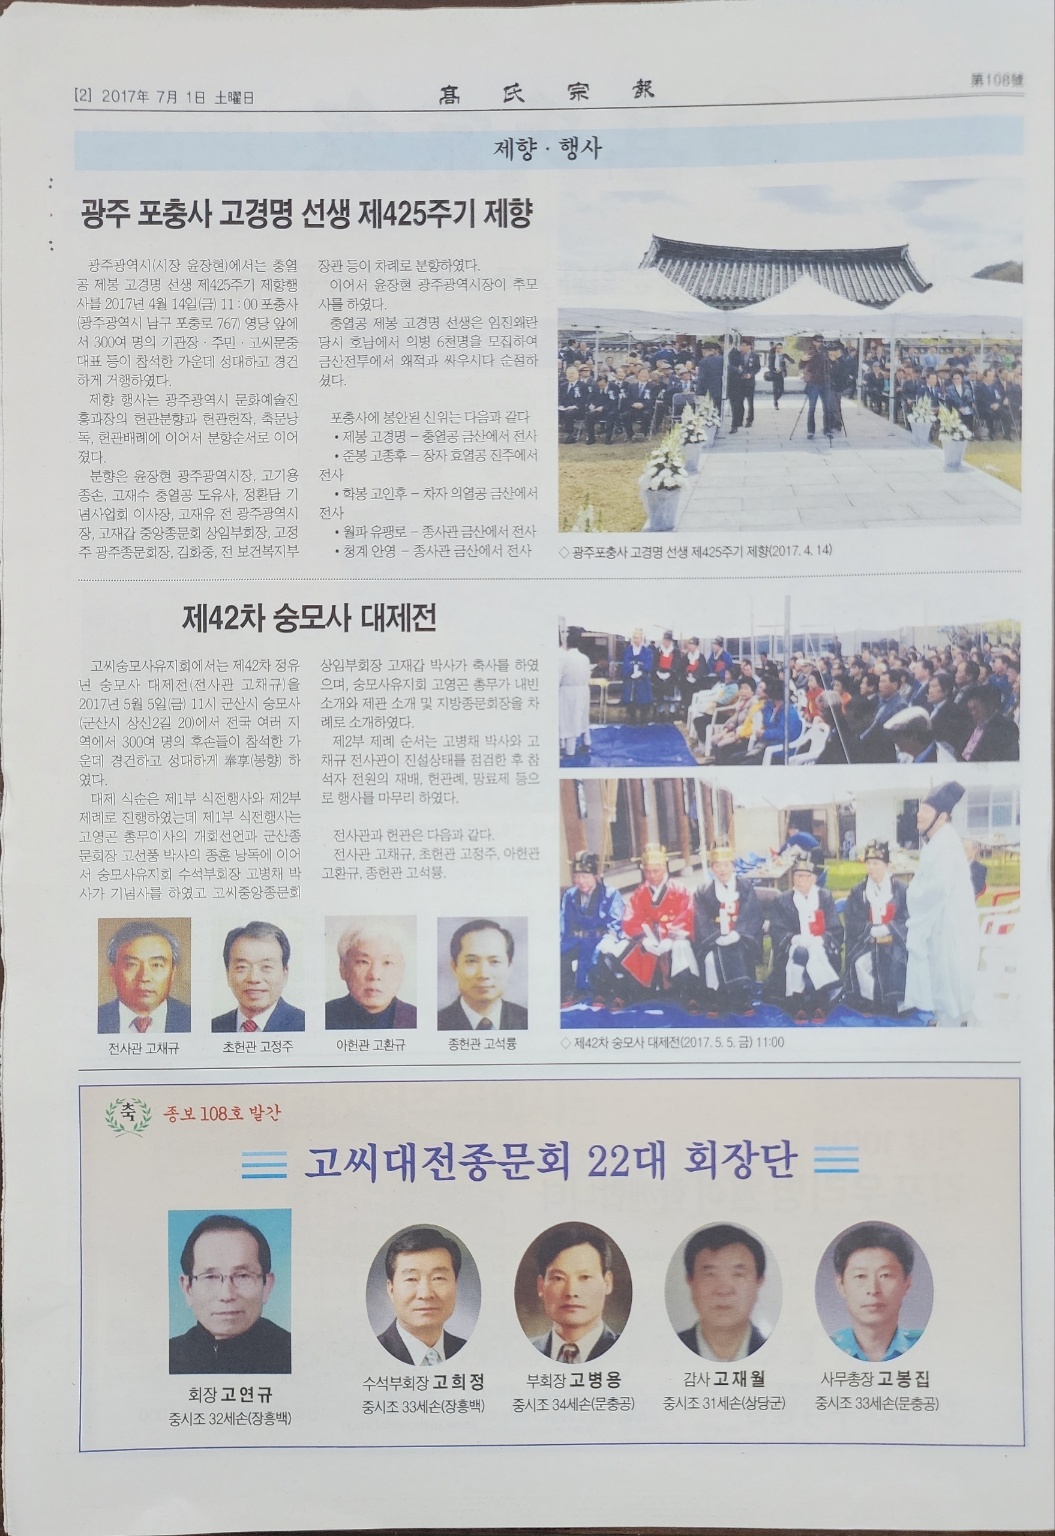 [2] 2017年 7月 1日 土曜日
高 氏 宗 報
第108號
제향 · 행사
광주 포충사 고경명 선생 제425주기 제향
광주광역시(시장 윤장현)에서는 충열
공 제봉 고경명 선생 제425주기 제향행
사를 2017년 4월 14일(금) 11 : 00 포충사
(광주광역시 남구 포충로 767) 영당 앞에
서 300여 명의 기관장 · 주민 · 고씨문중
대표 등이 참석한 가운데 성대하고 경건
하게 거행하였다.
제향 행사는 광주광역시 문화예술진
흥과장의 헌관분향과 헌관헌작, 축문낭
독, 헌관배례에 이어서 분향순서로 이어
졌다.
분향은 윤장현 광주광역시장, 고기용
종손, 고재수 충열공 도유사, 정환담 기
념사업회 이사장, 고재유 전 광주광역시
장, 고재갑 중앙종문회 상임부회장, 고정
주 광주종문회장, 김화중, 전 보건복지부
장관 등이 차례로 분향하였다.
이어서 윤장현 광주광역시장이 추모
사를 하였다.
충열공 제봉 고경명 선생은 임진왜란
당시 호남에서 의병 6천명을 모집하여
금산전투에서 왜적과 싸우시다 순절하
셨다.
포충사에 봉안된 신위는 다음과 같다
• 제봉 고경명 – 충열공 금산에서 전사
• 준봉 고종후 – 장자 효열공 진주에서
전사
• 학봉 고인후 – 차자 의열공 금산에서
전사
• 월파 유팽로 – 종사관 금산에서 전사
• 청계 안영 – 종사관 금산에서 전사
◇ 광주포충사 고경명 선생 제425주기 제향(2017. 4. 14)
제42차 숭모사 대제전
고씨숭모사유지회에서는 제42차 정유
년 숭모사 대제전(전사관 고채규)을
2017년 5월 5일(금) 11시 군산시 숭모사
(군산시 상신2길 20)에서 전국 여러 지
역에서 300여 명의 후손들이 참석한 가
운데 경건하고 성대하게 奉享(봉향) 하
였다.
대제 식순은 제1부 식전행사와 제2부
제례로 진행하였는데 제1부 식전행사는
고영곤 총무이사의 개회선언과 군산종
문회장 고선풍 박사의 종훈 낭독에 이어
서 숭모사유지회 수석부회장 고병채 박
사가 기념사를 하였고 고씨중앙종문회
상임부회장 고재갑 박사가 축사를 하였
으며, 숭모사유지회 고영곤 총무가 내빈
소개와 제관 소개 및 지방종문회장을 차
례로 소개하였다.
제2부 제례 순서는 고병채 박사와 고
채규 전사관이 진설상태를 점검한 후 참
석자 전원의 재배, 헌관례, 망료제 등으
로 행사를 마무리 하였다.
전사관과 헌관은 다음과 같다.
전사관 고채규, 초헌관 고정주, 아헌관
고환규, 종헌관 고석룡.
전사관 고채규
초헌관 고정주
아헌관 고환규
종헌관 고석룡
◇ 제42차 숭모사 대제전(2017. 5. 5. 금) 11:00
축
종보 108호 발간
고씨대전종문회 22대 회장단
회장 고연규
중시조 32세손(장흥백)
수석부회장 고희정
중시조 33세손(장흥백)
부회장 고병용
중시조 34세손(문충공)
감사 고재월
중시조 31세손(상당군)
사무총장 고봉집
중시조 33세손(문충공)